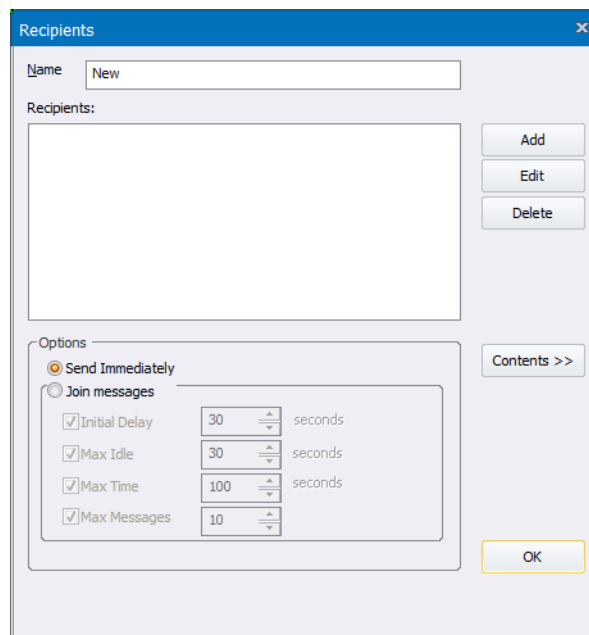 Recipients
Name New
Recipients:
Add
Edit
Delete
Options
Send Immediately
Contents >>
Join messages
Initial Delay 30 seconds
Max Idle 30 seconds
Max Time 100 seconds
Max Messages 10
OK